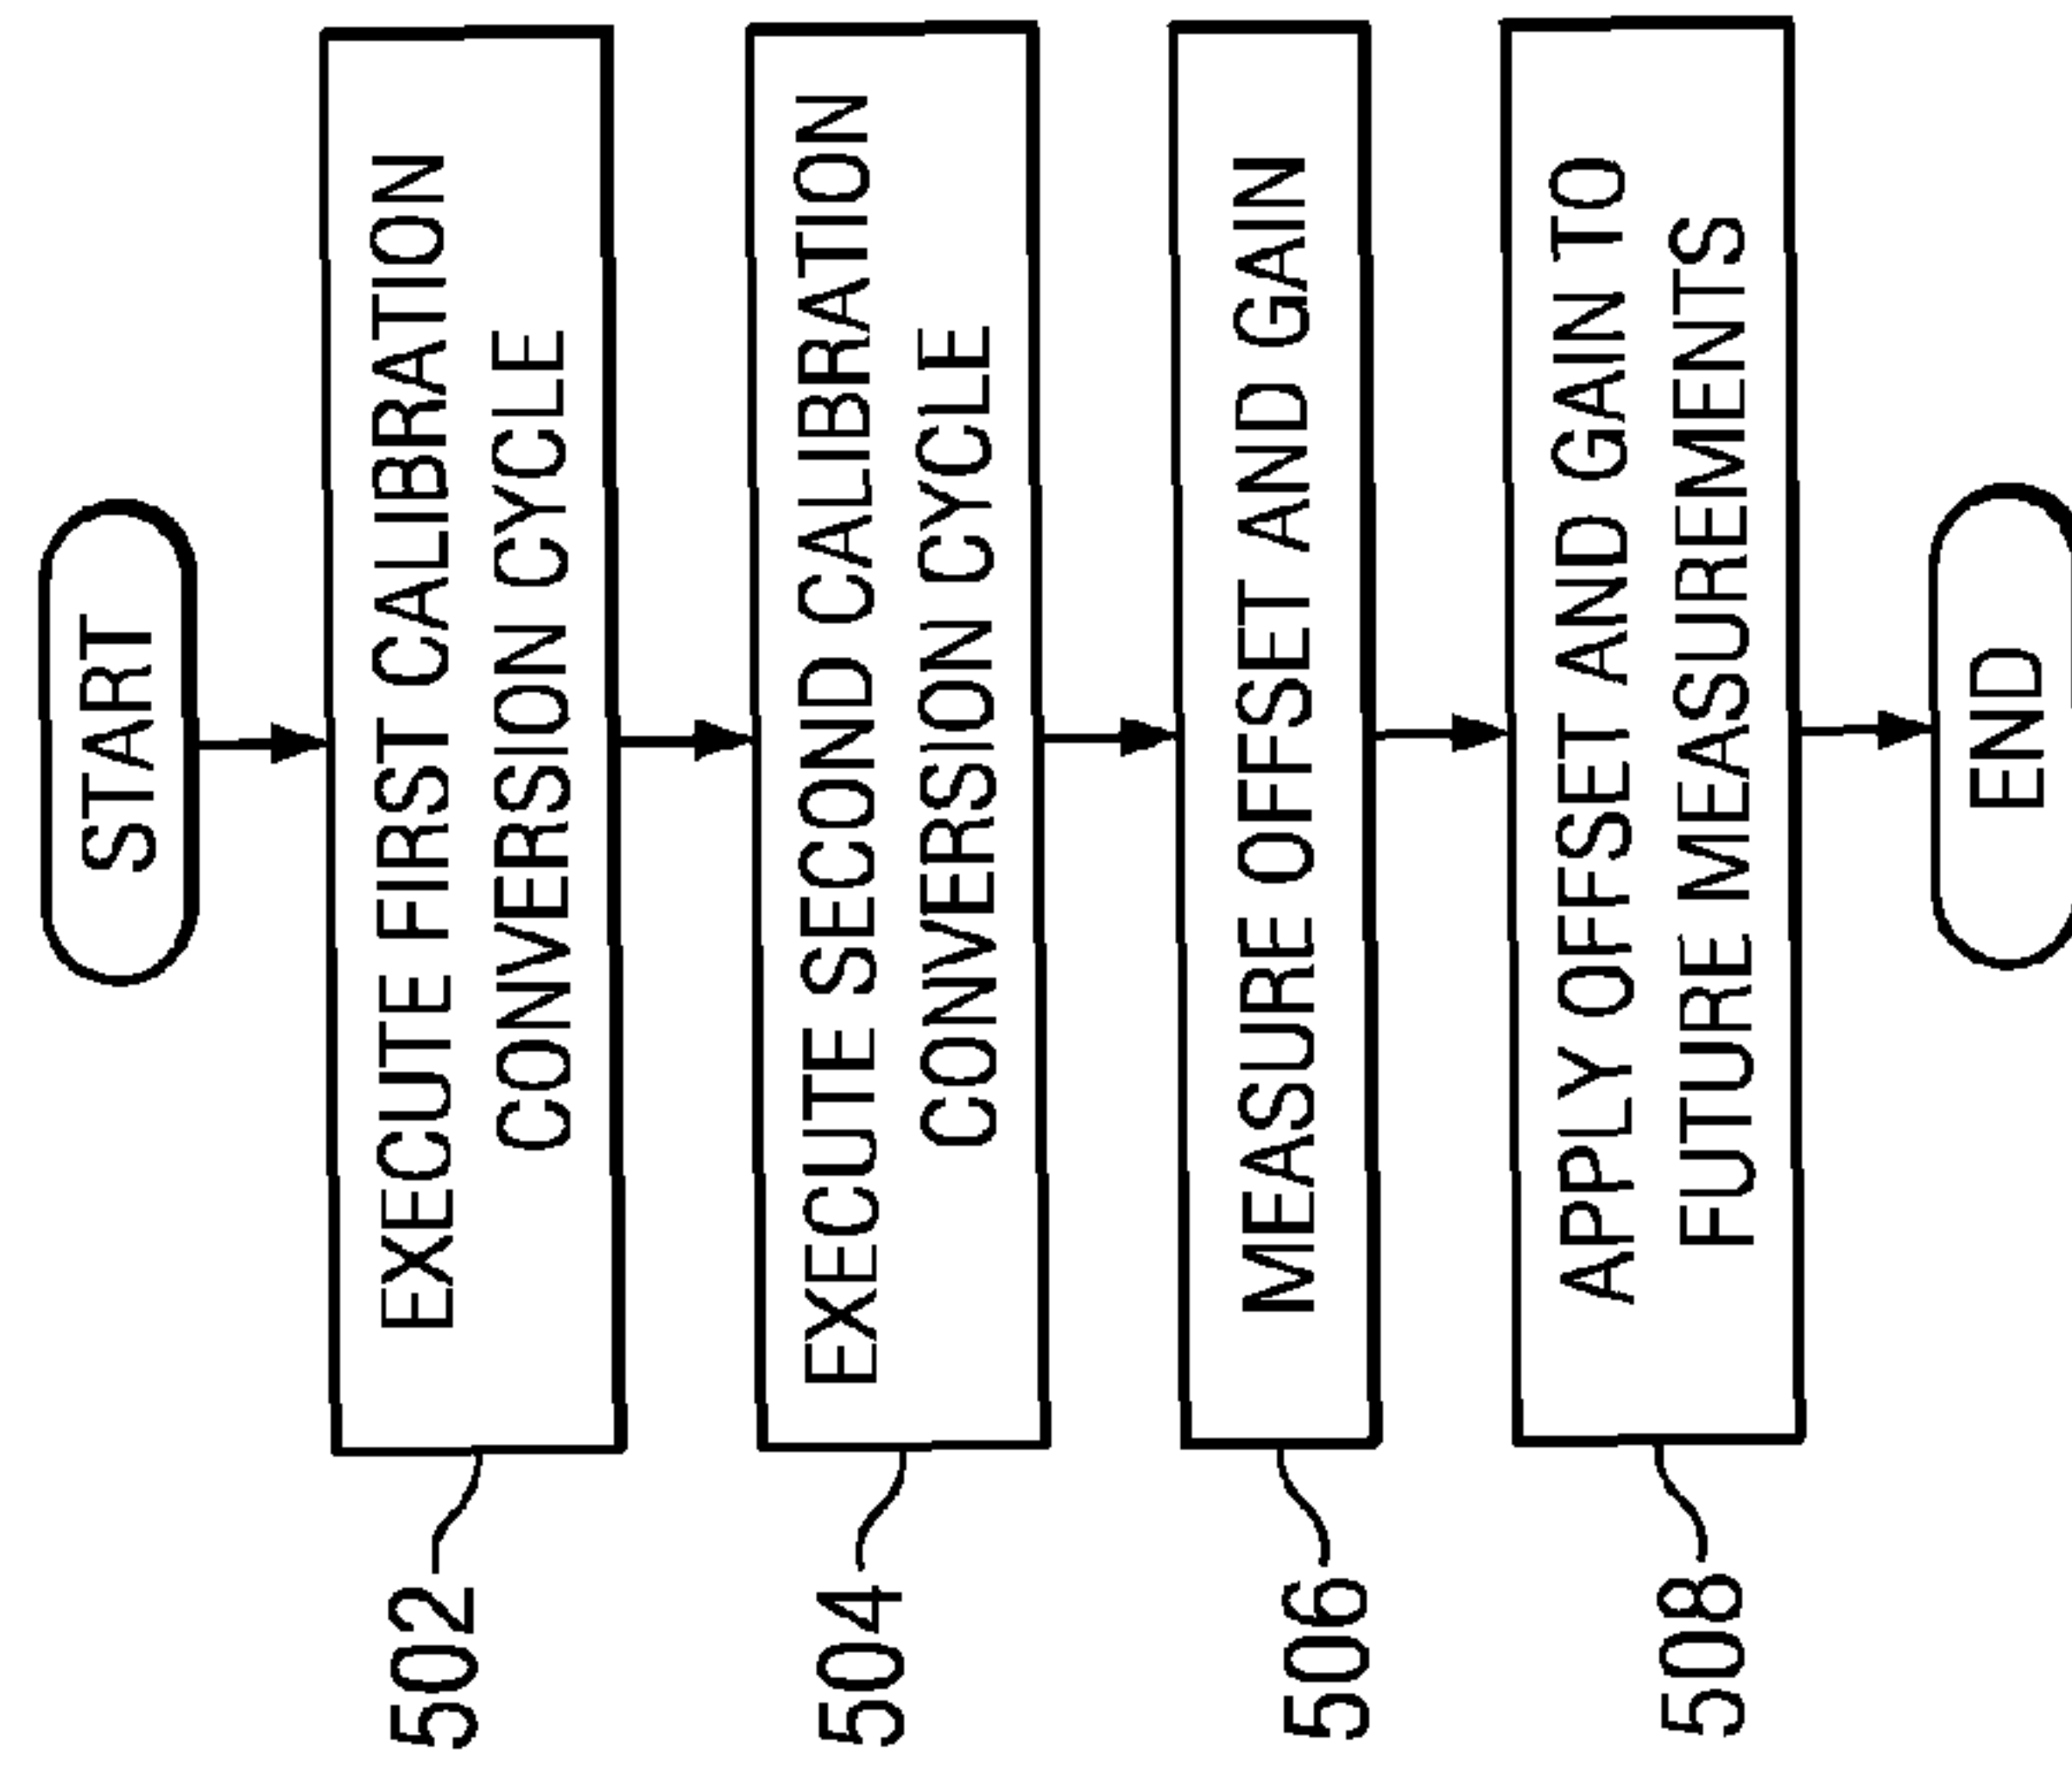 START
EXECUTE FIRST CALIBRATION
CONVERSION CYCLE
502
EXECUTE SECOND CALIBRATION
CONVERSION CYCLE
504
MEASURE OFFSET AND GAIN
506
APPLY OFFSET AND GAIN TO
FUTURE MEASUREMENTS
508
END